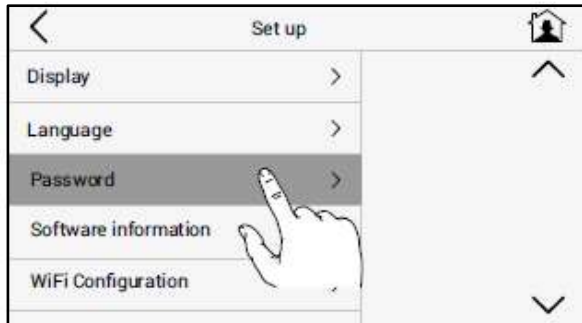 Set up
Display
Language
Password
Software information
WiFi Configuration